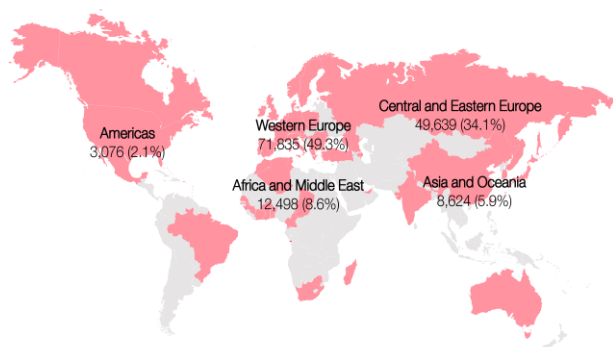 Americas
3,076 (2.1%)
Western Europe
71,835 (49.3%)
Central and Eastern Europe
49,639 (34.1%)
Africa and Middle East
12,498 (8.6%)
Asia and Oceania
8,624 (5.9%)